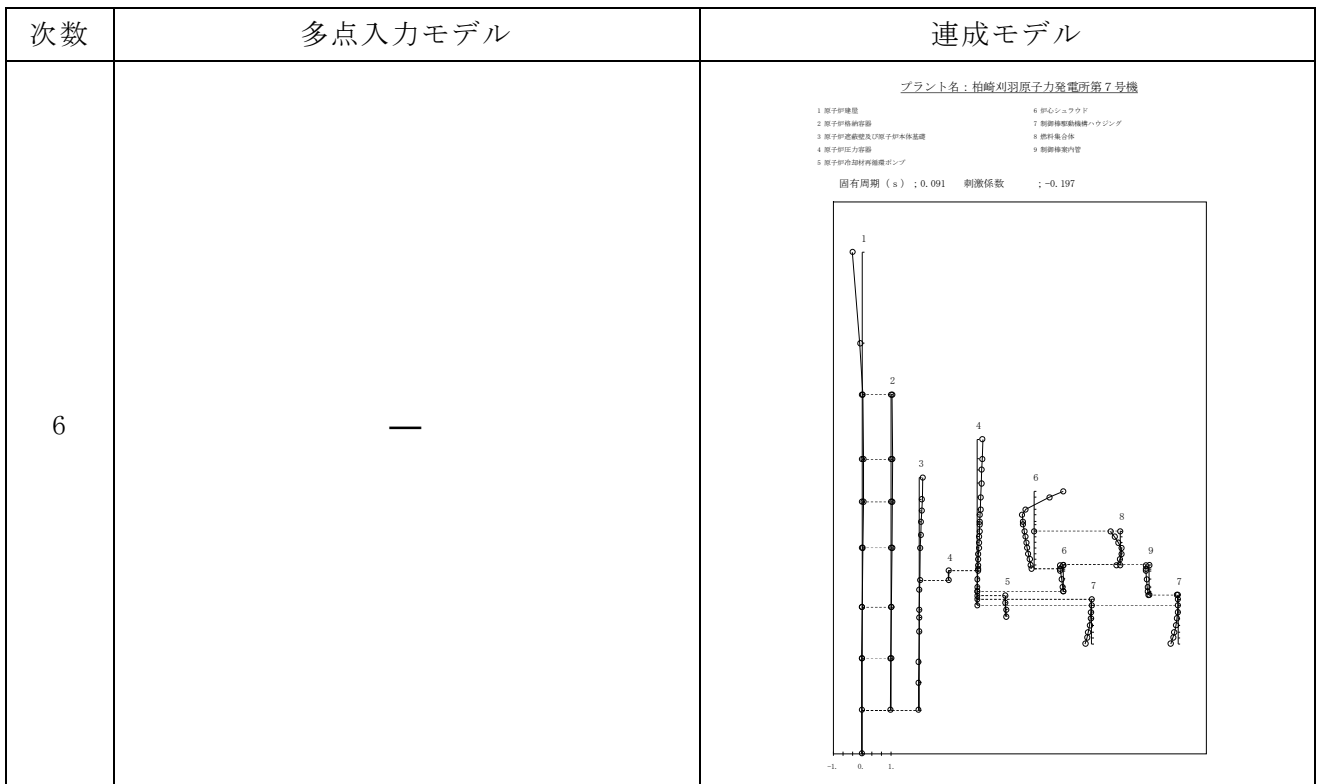 次数 多点入力モデル 連成モデル
プラント名:柏崎刈羽原子力発電所第7号機
1 原子炉建屋 6 炉心シュラウド
2 原子炉格納容器 7 制御棒駆動機構ハウジング
3 原子炉遮蔽壁及び原子炉本体基礎 8 燃料集合体
4 原子炉圧力容器 9 制御棒案内管
5 原子炉冷却材再循環ポンプ
固有周期(s);0.091 刺激係数 ;-0.197
1
2
4
3
6
8
6 — 4 6 9
5 7 7
-1. 0. 1.